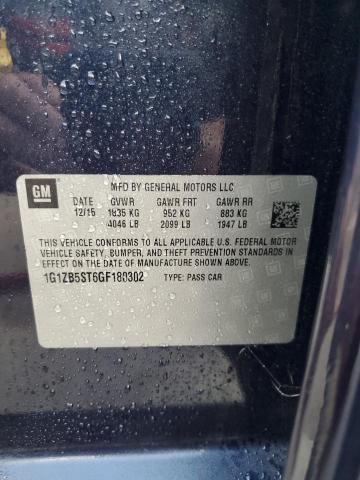 GM
MFD BY GENERAL MOTORS LLC
DATE GVWR GAWR FRT GAWR RR
12/15 1835 KG 952 KG 883 KG
4046 LB 2099 LB 1947 LB
THIS VEHICLE CONFORMS TO ALL APPLICABLE U.S. FEDERAL MOTOR
VEHICLE SAFETY, BUMPER, AND THEFT PREVENTION STANDARDS IN
EFFECT ON THE DATE OF MANUFACTURE SHOWN ABOVE.
1G1ZB5ST6GF188302 TYPE: PASS CAR